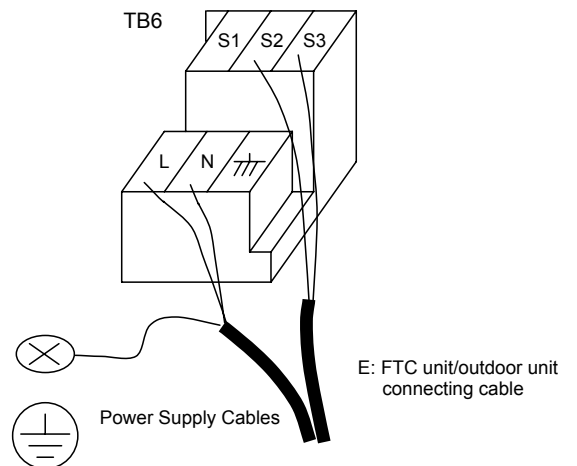 TB6
S1 S2 S3
L N
E: FTC unit/outdoor unit
connecting cable
Power Supply Cables